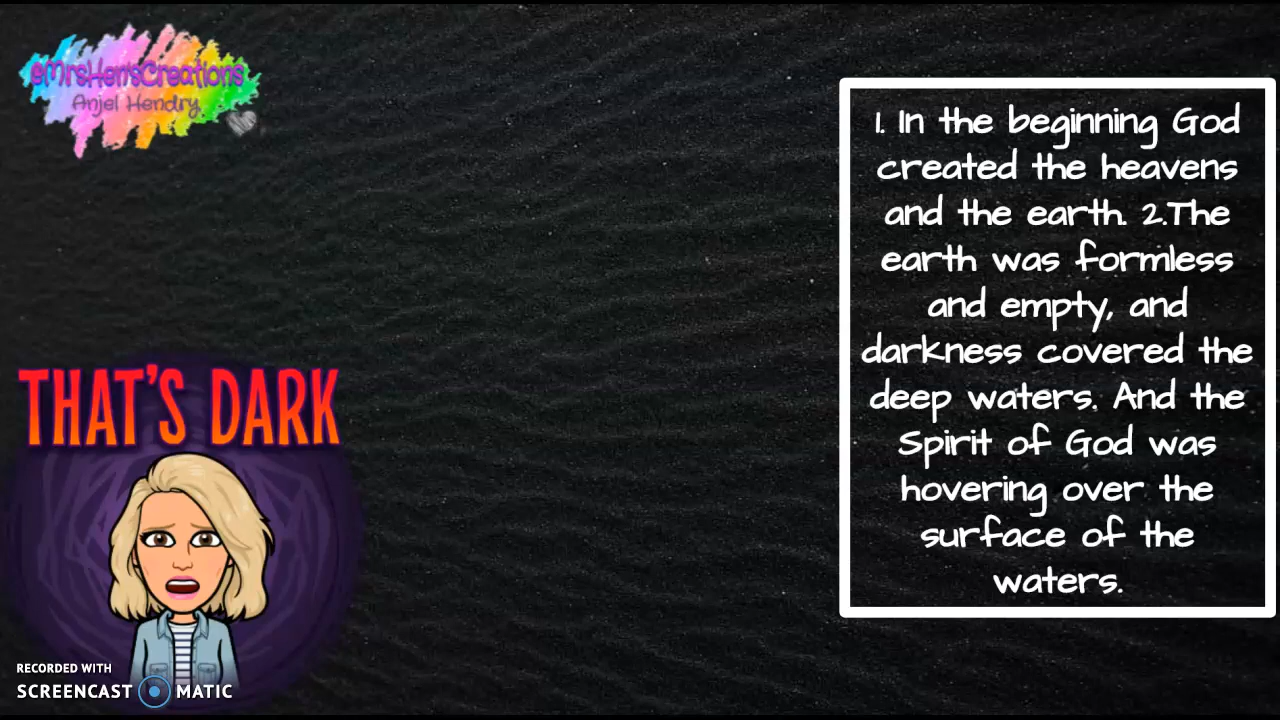 eMrsHensCreations
Anjel Hendry
1. In the beginning God
created the heavens
and the earth. 2.The
earth was formless
and empty, and
darkness covered the
deep waters. And the
Spirit of God was
hovering over the
surface of the
waters.
THAT'S DARK
RECORDED WITH
SCREENCAST MATIC